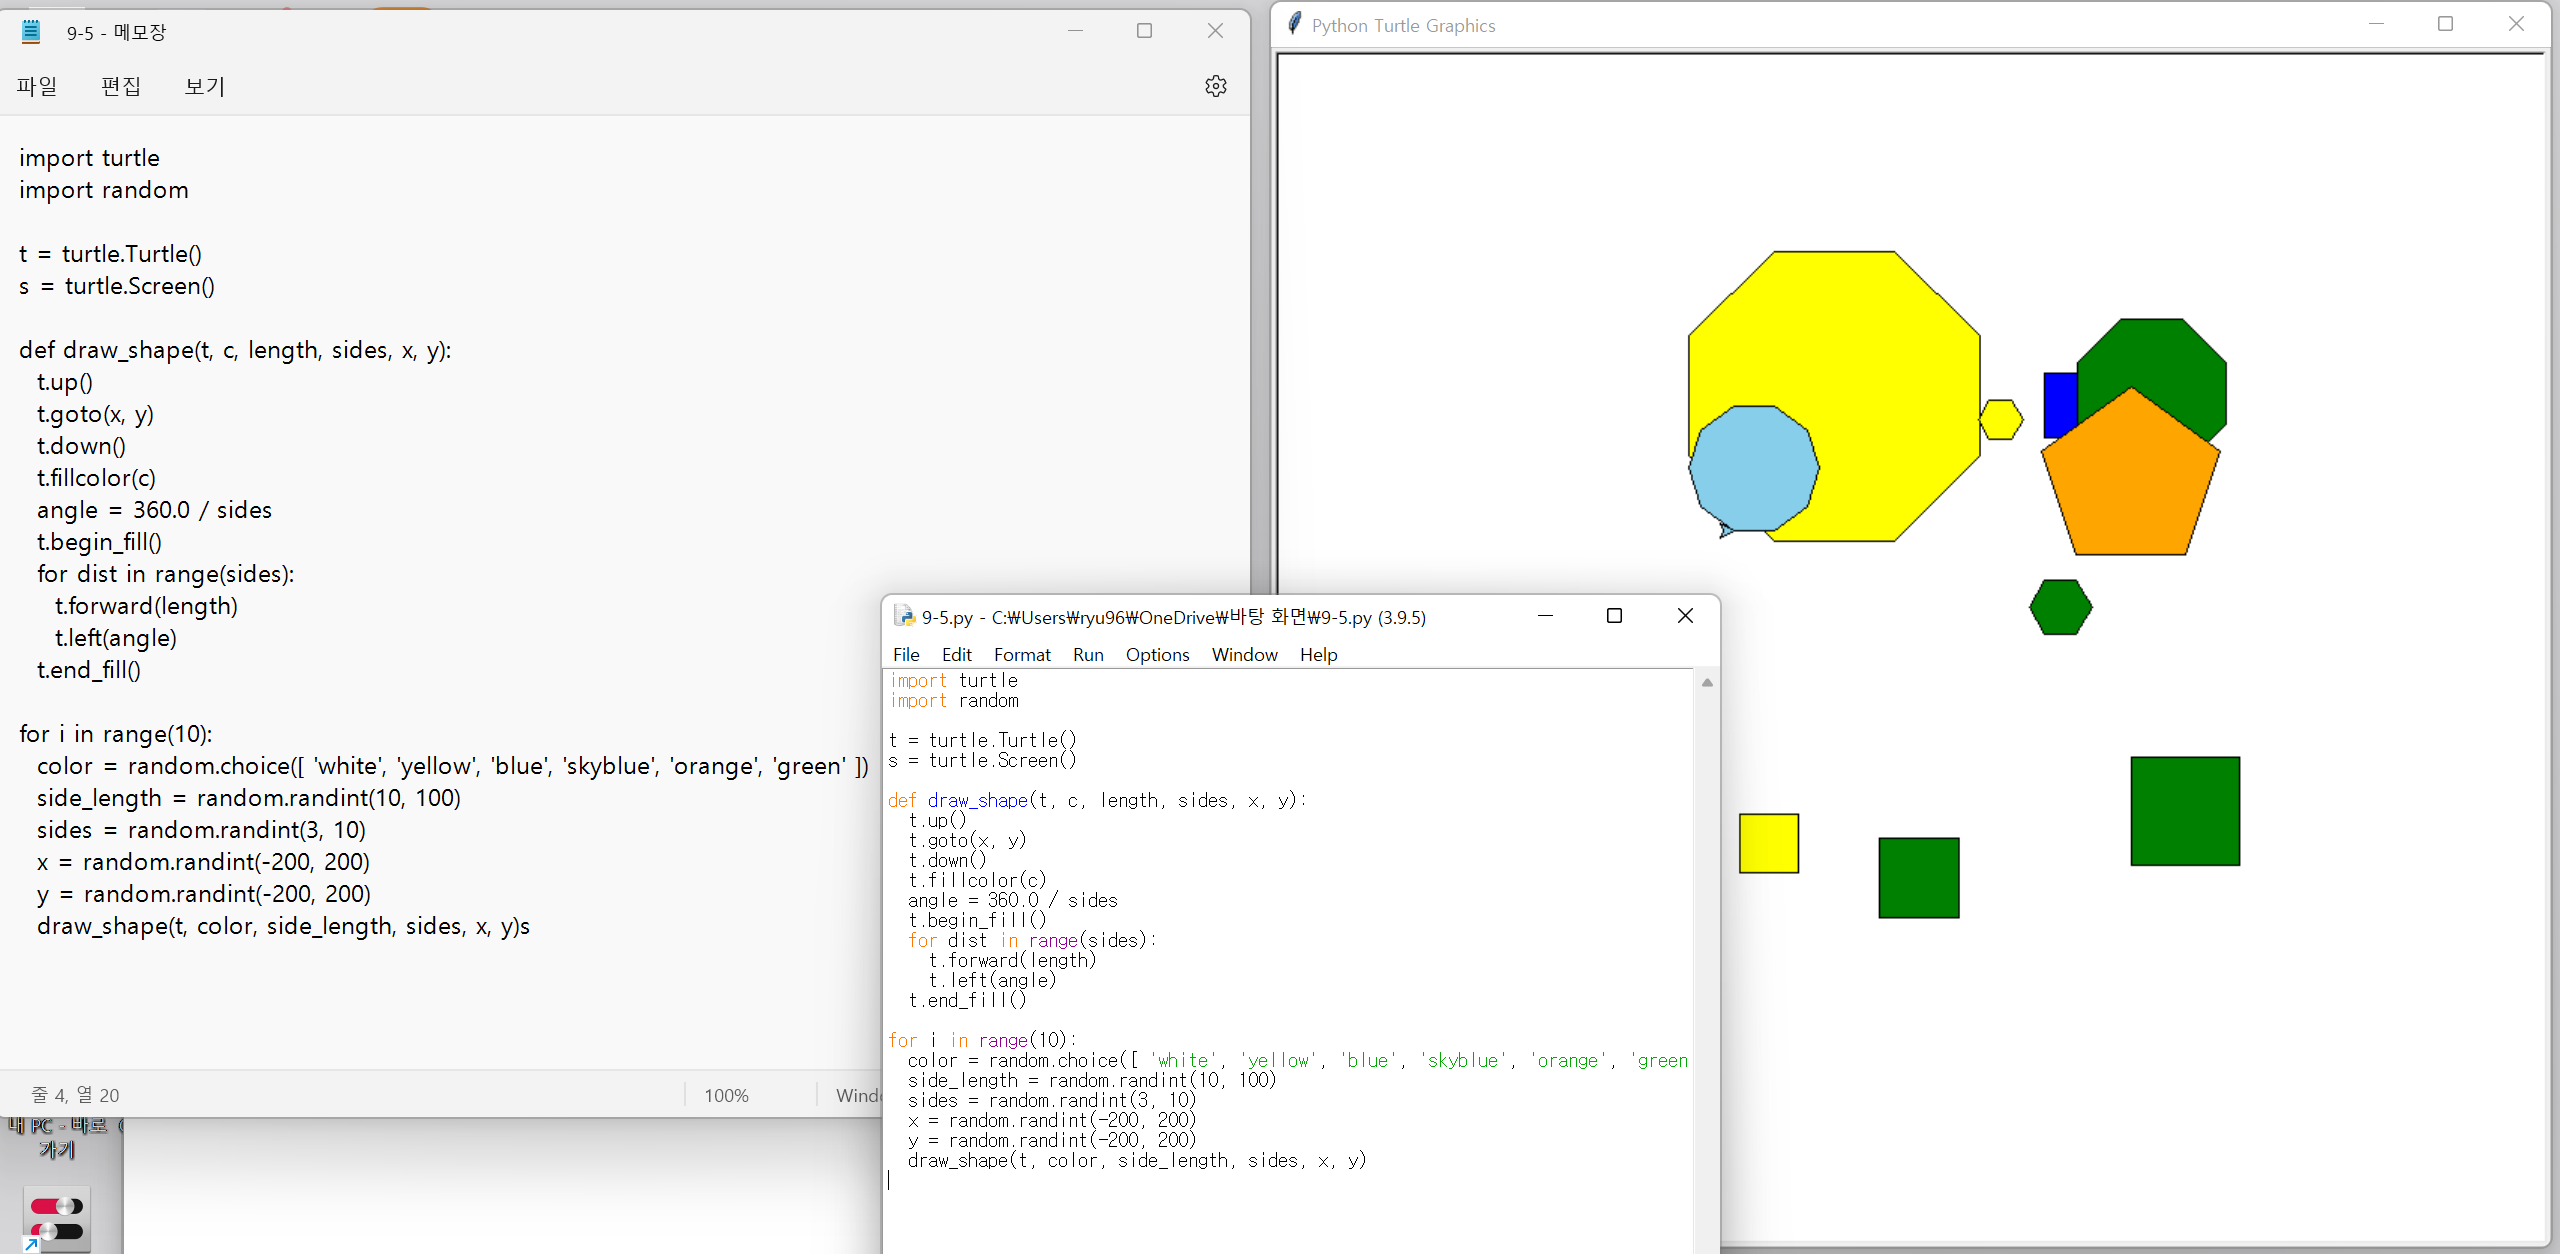 9-5 - 메모장
파일 편집 보기
import turtle
import random
t = turtle.Turtle()
s = turtle.Screen()
def draw_shape(t, c, length, sides, x, y):
t.up()
t.goto(x, y)
t.down()
t.fillcolor(c)
angle = 360.0 / sides
t.begin_fill()
for dist in range(sides):
t.forward(length)
t.left(angle)
t.end_fill()
for i in range(10):
color = random.choice([ 'white', 'yellow', 'blue', 'skyblue', 'orange', 'green' ])
side_length = random.randint(10, 100)
sides = random.randint(3, 10)
x = random.randint(-200, 200)
y = random.randint(-200, 200)
draw_shape(t, color, side_length, sides, x, y)s
줄 4, 열 20
100%
내 PC - 바로
가기
Python Turtle Graphics
9-5.py - C:₩Users₩ryu96₩OneDrive₩바탕 화면₩9-5.py (3.9.5)
File Edit Format Run Options Window Help
import turtle
import random
t = turtle.Turtle()
s = turtle.Screen()
def draw_shape(t, c, length, sides, x, y):
t.up()
t.goto(x, y)
t.down()
t.fillcolor(c)
angle = 360.0 / sides
t.begin_fill()
for dist in range(sides):
t.forward(length)
t.left(angle)
t.end_fill()
for i in range(10):
color = random.choice([ 'white', 'yellow', 'blue', 'skyblue', 'orange', 'green
side_length = random.randint(10, 100)
sides = random.randint(3, 10)
x = random.randint(-200, 200)
y = random.randint(-200, 200)
draw_shape(t, color, side_length, sides, x, y)